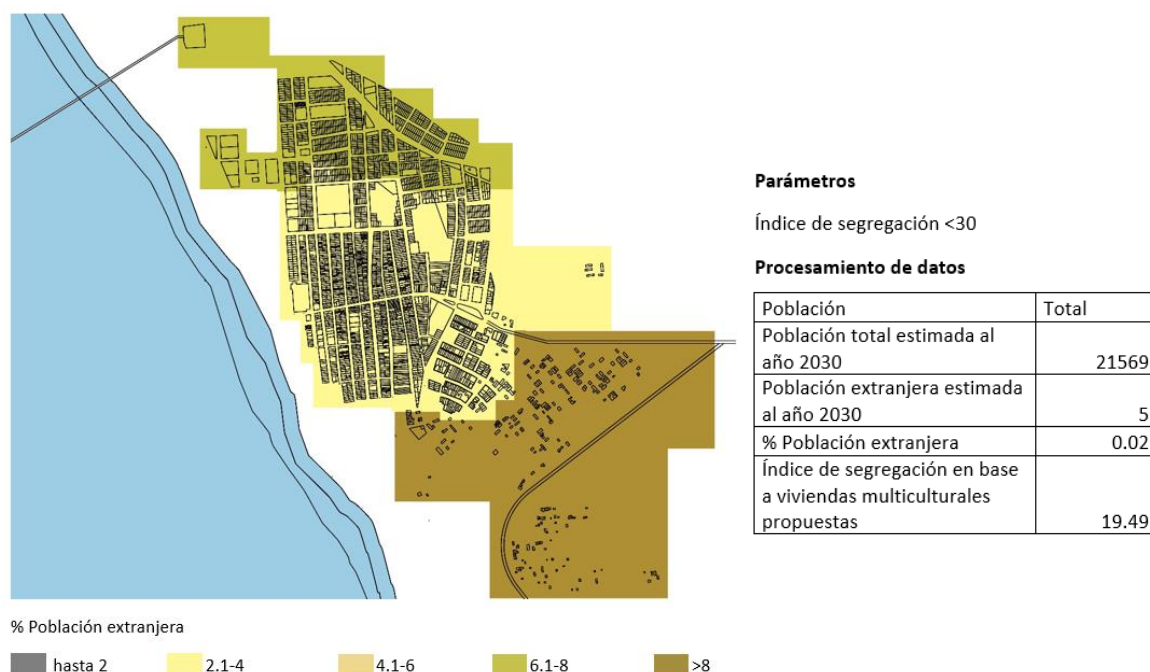 Parámetros
Índice de segregación <30
Procesamiento de datos
Población Total
Población total estimada al
año 2030 21569
Población extranjera estimada
al año 2030 5
% Población extranjera 0.02
Índice de segregación en base
a viviendas multiculturales
propuestas 19.49
% Población extranjera
hasta 2 2.1-4 4.1-6 6.1-8 >8